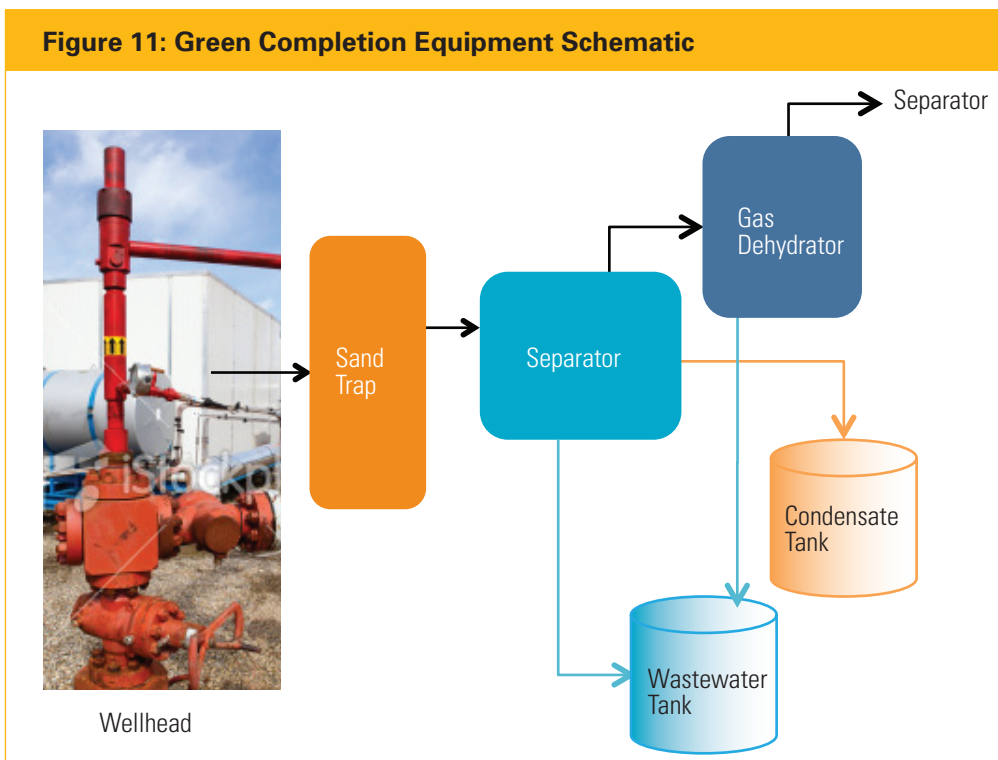 Figure 11: Green Completion Equipment Schematic
Separator
Gas
Dehydrator
Sand
Trap
Separator
Condensate
Tank
Wastewater
Tank
Wellhead